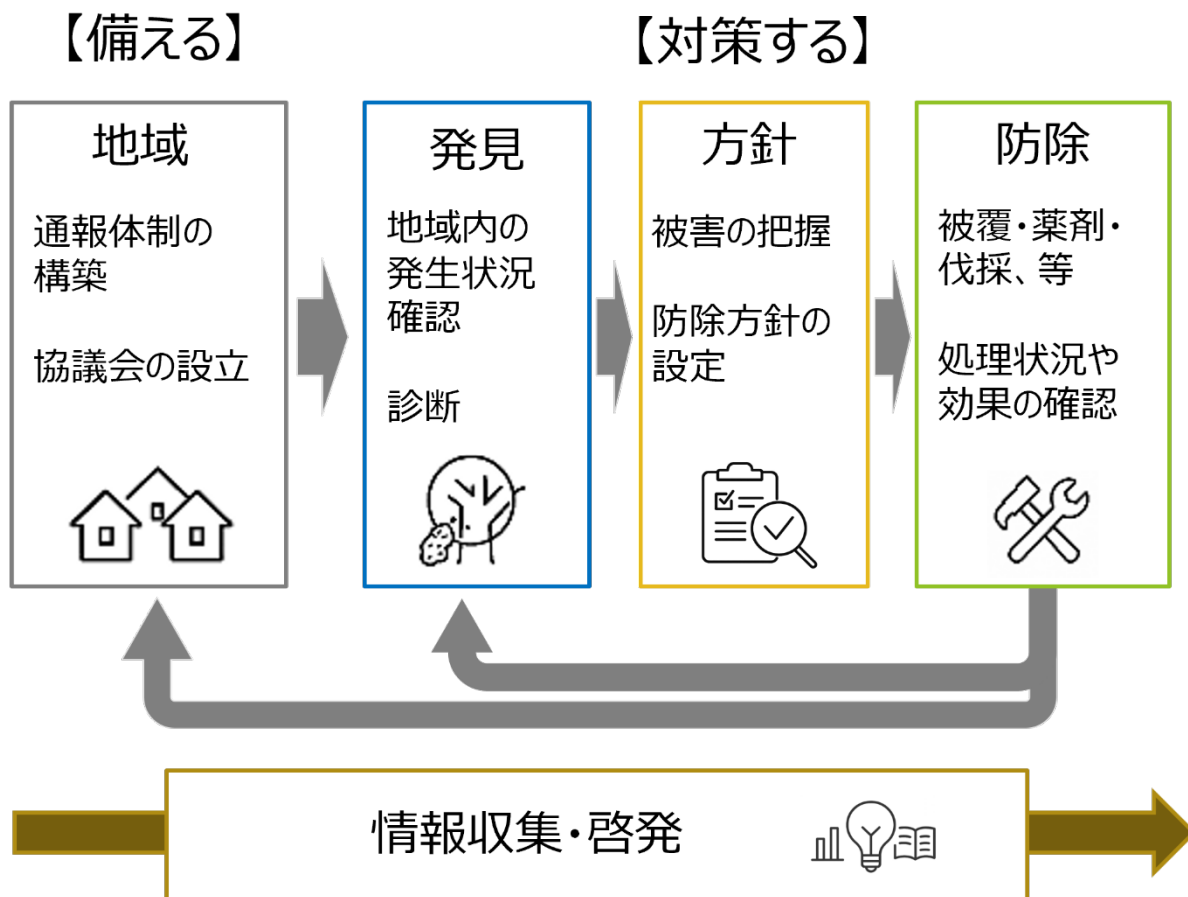 【備える】
【対策する】
地域
通報体制の
構築
協議会の設立
発見
地域内の
発生状況
確認
診断
方針
被害の把握
防除方針の
設定
防除
被覆・薬剤・
伐採、等
処理状況や
効果の確認
情報収集・啓発